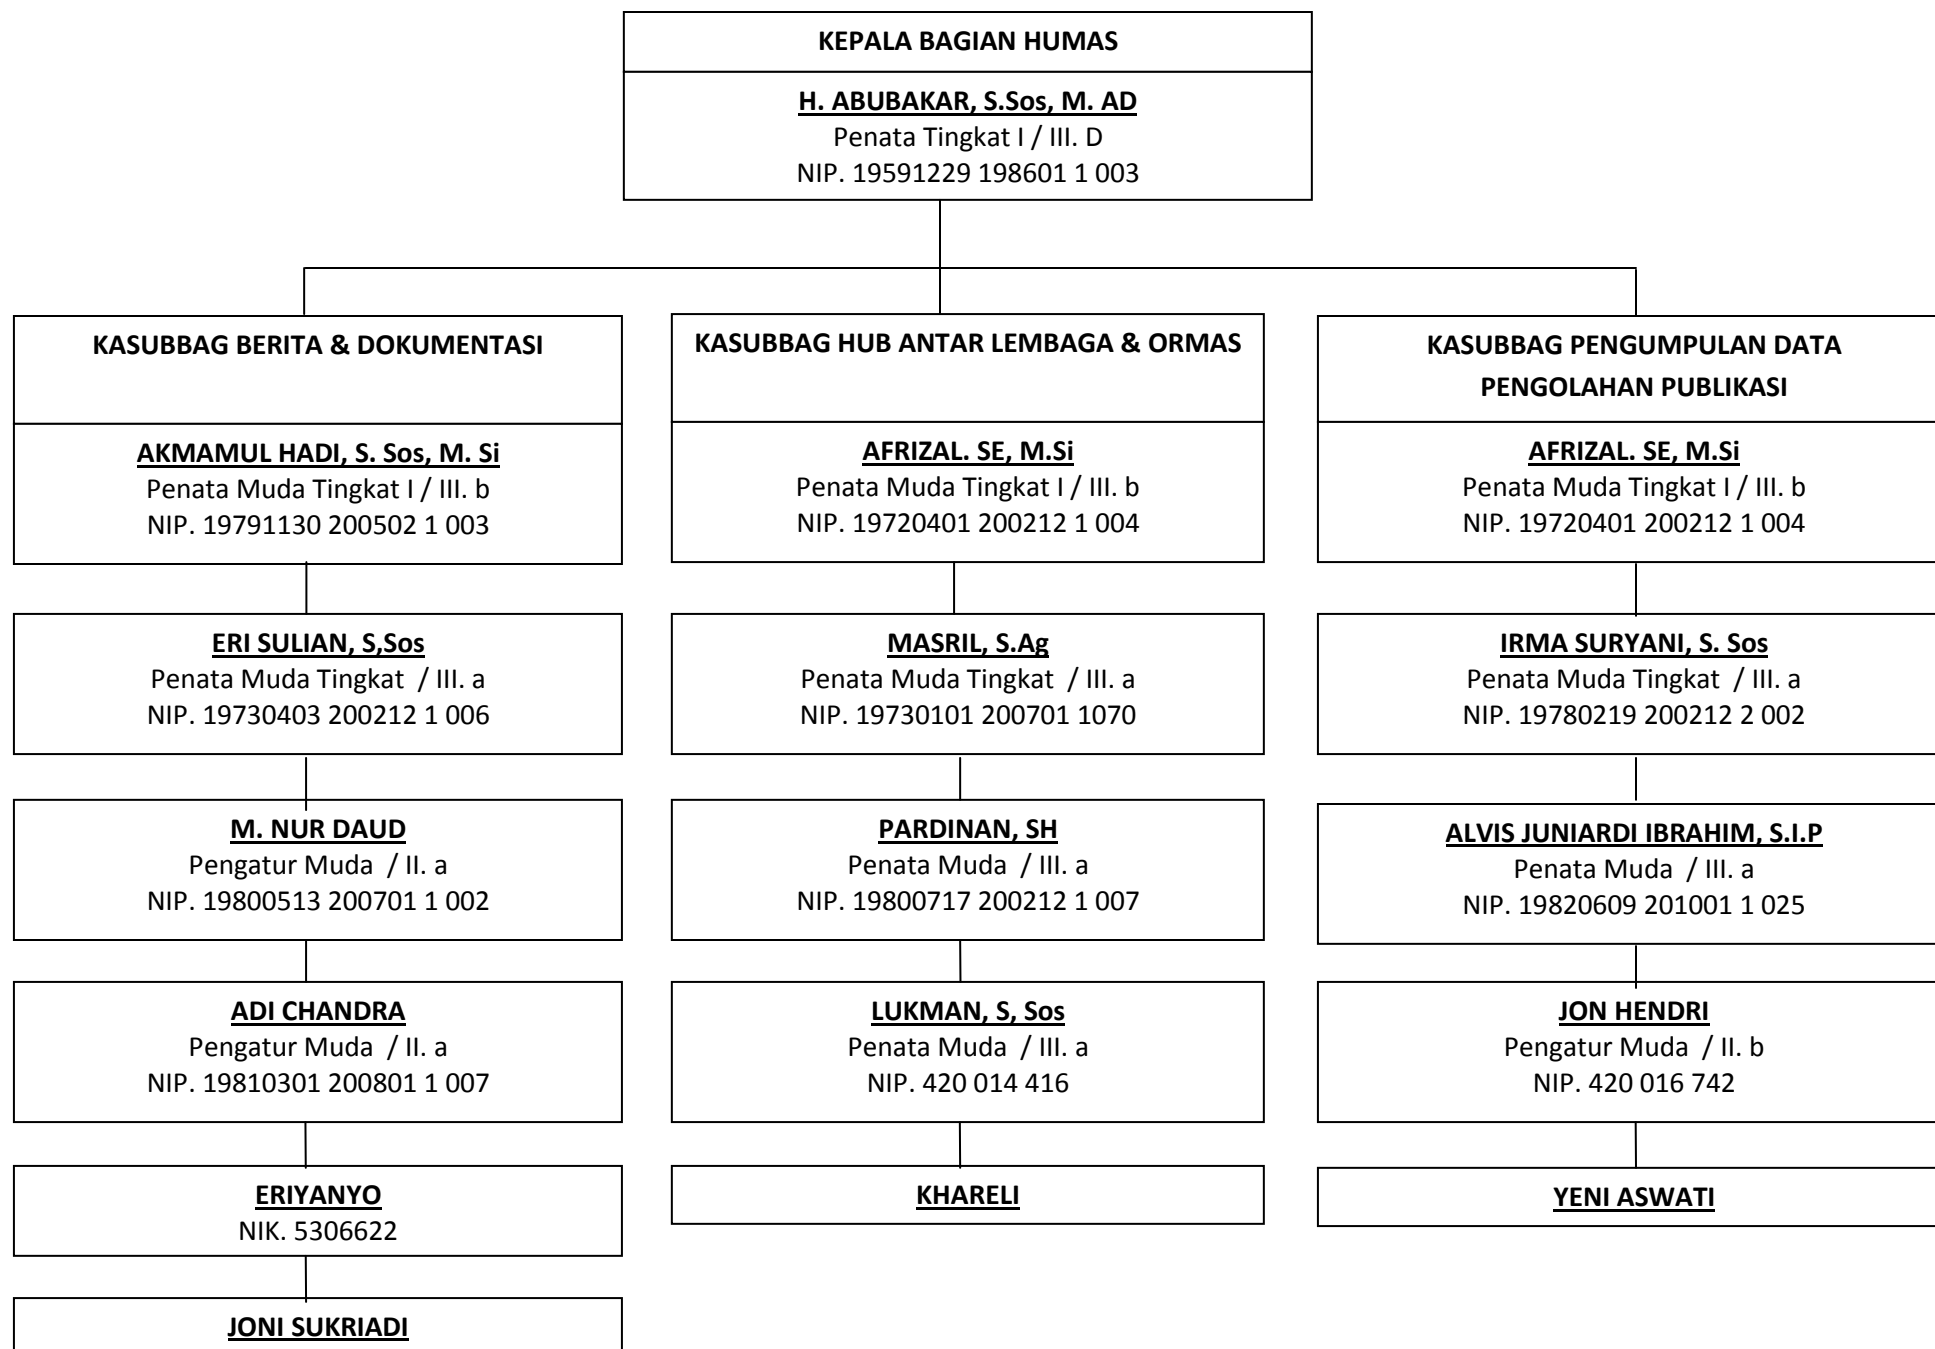 KEPALA BAGIAN HUMAS
H. ABUBAKAR, S.Sos, M. AD
Penata Tingkat I / III. D
NIP. 19591229 198601 1 003
KASUBBAG BERITA & DOKUMENTASI
AKMAMUL HADI, S. Sos, M. Si
Penata Muda Tingkat I / III. b
NIP. 19791130 200502 1 003
ERI SULIAN, S,Sos
Penata Muda Tingkat / III. a
NIP. 19730403 200212 1 006
M. NUR DAUD
Pengatur Muda / II. a
NIP. 19800513 200701 1 002
ADI CHANDRA
Pengatur Muda / II. a
NIP. 19810301 200801 1 007
ERIYANYO
NIK. 5306622
JONI SUKRIADI
KASUBBAG HUB ANTAR LEMBAGA & ORMAS
AFRIZAL. SE, M.Si
Penata Muda Tingkat I / III. b
NIP. 19720401 200212 1 004
MASRIL, S.Ag
Penata Muda Tingkat / III. a
NIP. 19730101 200701 1070
PARDINAN, SH
Penata Muda / III. a
NIP. 19800717 200212 1 007
LUKMAN, S, Sos
Penata Muda / III. a
NIP. 420 014 416
KHARELI
KASUBBAG PENGUMPULAN DATA
PENGOLAHAN PUBLIKASI
AFRIZAL. SE, M.Si
Penata Muda Tingkat I / III. b
NIP. 19720401 200212 1 004
IRMA SURYANI, S. Sos
Penata Muda Tingkat / III. a
NIP. 19780219 200212 2 002
ALVIS JUNIARDI IBRAHIM, S.I.P
Penata Muda / III. a
NIP. 19820609 201001 1 025
JON HENDRI
Pengatur Muda / II. b
NIP. 420 016 742
YENI ASWATI